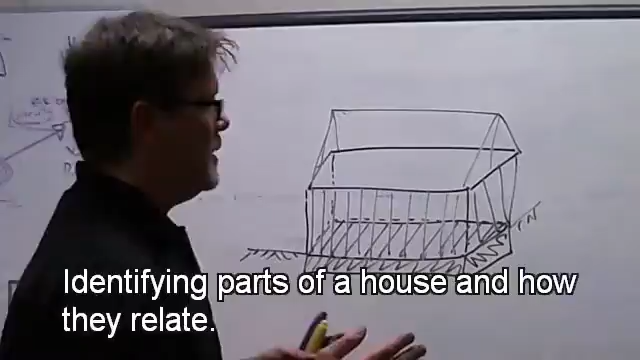 Identifying parts of a house and how
they relate.